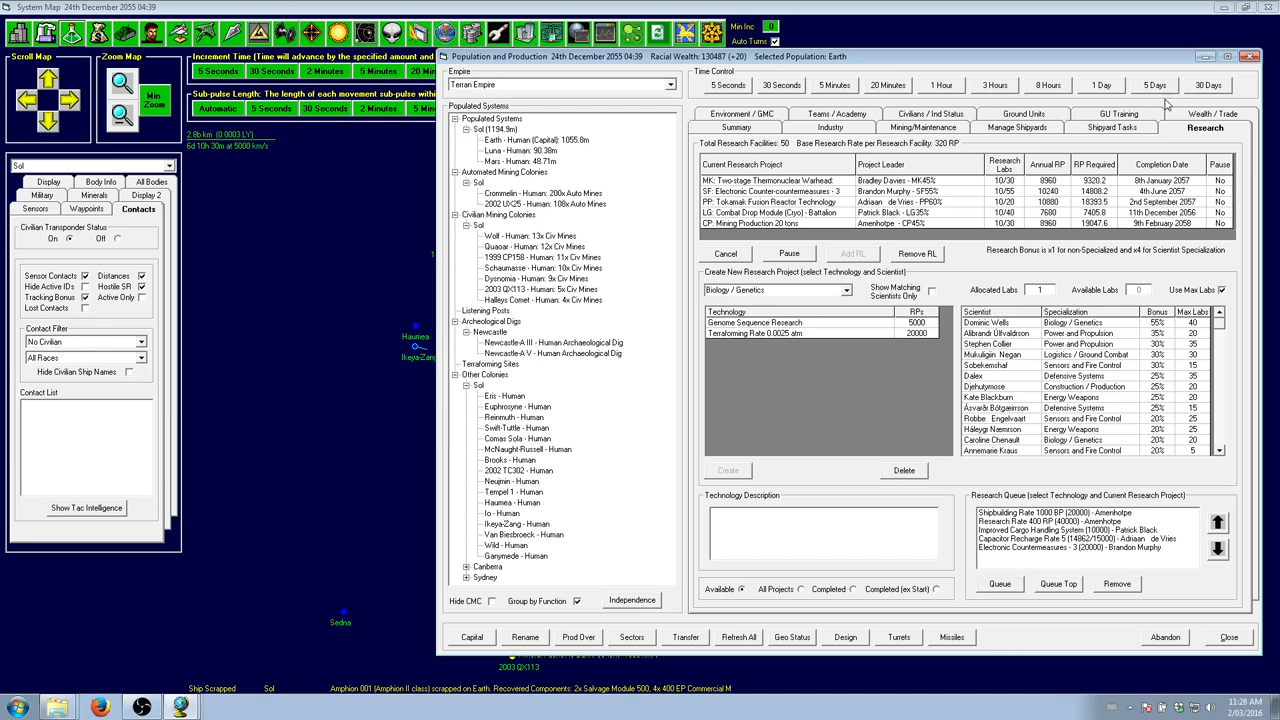 System Map 24th December 2055 04:39
Min Inc 0
Auto Turns
Scroll Map
Zoom Map
Min Zoom
Increment Time (Time will advance by the specified amount and
5 Seconds 30 Seconds 2 Minutes 5 Minutes 20
Sub-pulse Length: The length of each movement sub-pulse within
Automatic 5 Seconds 30 Seconds 2 Minutes 5
2.8b km (0.0003 LY)
6d 10h 30m at 5000 km/s
Sol
Display Body Info All Bodies
Military Minerals Display 2
Sensors Waypoints Contacts
Civilian Transponder Status
On Off
Sensor Contacts Distances
Hide Active IDs Hostile SR
Tracking Bonus Active Only
Lost Contacts
Contact Filter
No Civilian
All Races
Hide Civilian Ship Names
Contact List
Show Tac Intelligence
Haumea
Ikeya-Zang
Sedna
2003 QX113
Ship Scrapped Sol Amphion 001 (Amphion II class) scrapped on Earth. Recovered Components: 2x Salvage Module 500, 4x 400 EP Commercial M
Population and Production 24th December 2055 04:39 Racial Wealth: 130487 (+20) Selected Population: Earth
Empire
Terran Empire
Populated Systems
Populated Systems
Sol (1194.9m)
Earth - Human (Capital): 1055.8m
Luna - Human: 90.38m
Mars - Human: 48.71m
Automated Mining Colonies
Sol
Crommelin - Human: 200x Auto Mines
2002 UX25 - Human: 108x Auto Mines
Civilian Mining Colonies
Sol
Wolf - Human: 13x Civ Mines
Quaoar - Human: 12x Civ Mines
1999 CP158 - Human: 11x Civ Mines
Schaumasse - Human: 10x Civ Mines
Dysnomia - Human: 9x Civ Mines
2003 QX113 - Human: 5x Civ Mines
Halleys Comet - Human: 4x Civ Mines
Listening Posts
Archeological Digs
Newcastle
Newcastle-A III - Human: Archaeological Dig
Newcastle-A V - Human: Archaeological Dig
Terraforming Sites
Other Colonies
Sol
Eris - Human
Euphrosyne - Human
Reinmuth - Human
Swift-Tuttle - Human
Comas Sola - Human
McNaught-Russell - Human
Brooks - Human
2002 TC302 - Human
Neujmin - Human
Tempel 1 - Human
Haumea - Human
Io - Human
Ikeya-Zang - Human
Van Biesbroeck - Human
Wild - Human
Ganymede - Human
Canberra
Sydney
Hide CMC Group by Function Independence
Time Control
5 Seconds 30 Seconds 5 Minutes 20 Minutes 1 Hour 3 Hours 8 Hours 1 Day 5 Days 30 Days
Environment / GMC Teams / Academy Civilians / Ind Status Ground Units GU Training Wealth / Trade
Summary Industry Mining/Maintenance Manage Shipyards Shipyard Tasks Research
Total Research Facilities: 50 Base Research Rate per Research Facility: 320 RP
Current Research Project Project Leader Research Labs Annual RP RP Required Completion Date Pause
MK: Two-stage Thermonuclear Warhead: Bradley Davies - MK45% 10/30 8960 9320.2 8th January 2057 No
SF: Electronic Counter-countermeasures - 3 Brandon Murphy - SF55% 10/55 10240 14808.2 4th June 2057 No
PP: Tokamak Fusion Reactor Technology Adriaan de Vries - PP60% 10/20 10880 18393.5 2nd September 2057 No
LG: Combat Drop Module (Cryo) - Battalion Patrick Black - LG35% 10/40 7680 7405.8 11th December 2056 No
CP: Mining Production 20 tons Amenhotpe - CP45% 10/30 8960 19047.6 9th February 2058 No
Cancel Pause Add RL Remove RL Research Bonus is x1 for non-Specialized and x4 for Scientist Specialization
Create New Research Project (select Technology and Scientist)
Biology / Genetics Show Matching Scientists Only Allocated Labs 1 Available Labs 0 Use Max Labs
Technology RPs
Genome Sequence Research 5000
Terraforming Rate 0.0025 atm 20000
Scientist Specialization Bonus Max Labs
Dominic Wells Biology / Genetics 55% 40
Alibrandr Úlfvaldrson Power and Propulsion 35% 20
Stephen Collier Power and Propulsion 30% 35
Mukuligiin Negan Logistics / Ground Combat 30% 30
Sobekemshaf Sensors and Fire Control 30% 15
Dalex Defensive Systems 25% 35
Djehutymose Construction / Production 25% 20
Kate Blackburn Energy Weapons 25% 20
Ásvarðr Bótgæirrson Defensive Systems 25% 15
Robbe Engelvaart Sensors and Fire Control 20% 25
Háleygr Næmrson Energy Weapons 20% 25
Caroline Chenault Biology / Genetics 20% 20
Annemarie Kraus Sensors and Fire Control 20% 5
Create Delete
Technology Description
Research Queue (select Technology and Current Research Project)
Shipbuilding Rate 1000 BP (20000) - Amenhotpe
Research Rate 400 RP (40000) - Amenhotpe
Improved Cargo Handling System (10000) - Patrick Black
Capacitor Recharge Rate 5 (14862/15000) - Adriaan de Vries
Electronic Countermeasures - 3 (20000) - Brandon Murphy
Available All Projects Completed Completed (ex Start)
Queue Queue Top Remove
Capital Rename Prod Over Sectors Transfer Refresh All Geo Status Design Turrets Missiles Abandon Close
11:28 AM
2/03/2016